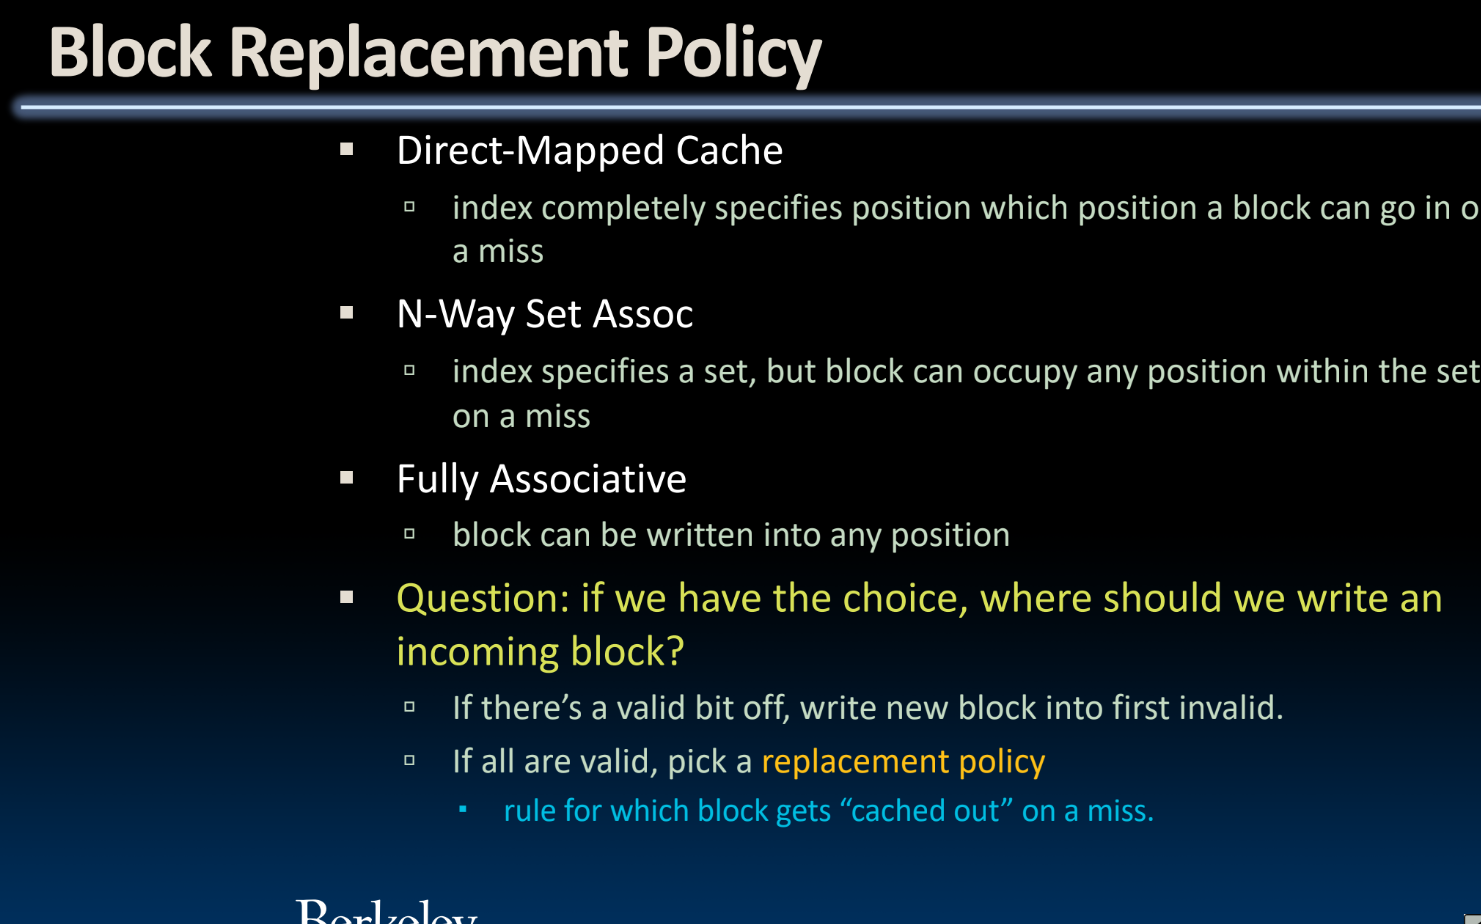 Block Replacement Policy
Direct-Mapped Cache
index completely specifies position which position a block can go in
a miss
N-Way Set Assoc
index specifies a set, but block can occupy any position within the set
on a miss
Fully Associative
block can be written into any position
Question: if we have the choice, where should we write an
incoming block?
If there’s a valid bit off, write new block into first invalid.
If all are valid, pick a replacement policy
rule for which block gets “cached out” on a miss.
Berkeley